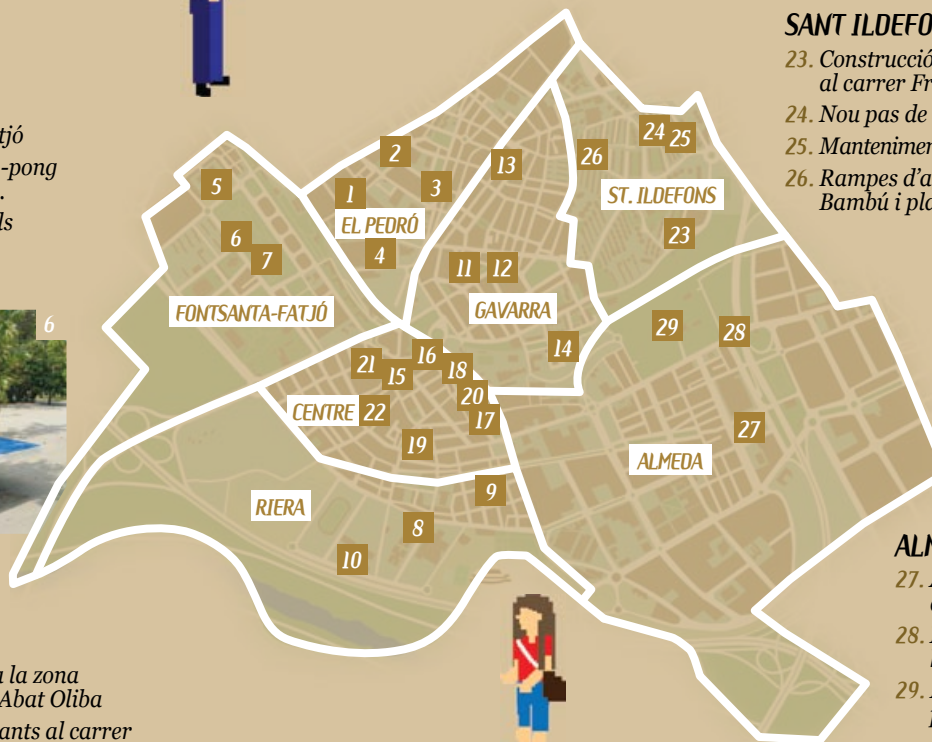 tjó
-pong
ls
6
a la zona
Abat Oliba
ants al carrer
1
2
3
EL PEDRÓ
4
5
6
7
FONTSANTA-FATJÓ
13
11
12
GAVARRA
14
26
24
25
ST. ILDEFONS
23
21
15
16
18
20
17
CENTRE
22
19
RIERA
9
8
10
29
28
27
ALMEDA
SANT ILDEFO
23. Construcció
al carrer Fr
24. Nou pas de
25. Mantenimen
26. Rampes d'a
Bambú i pla
27.
28.
29.